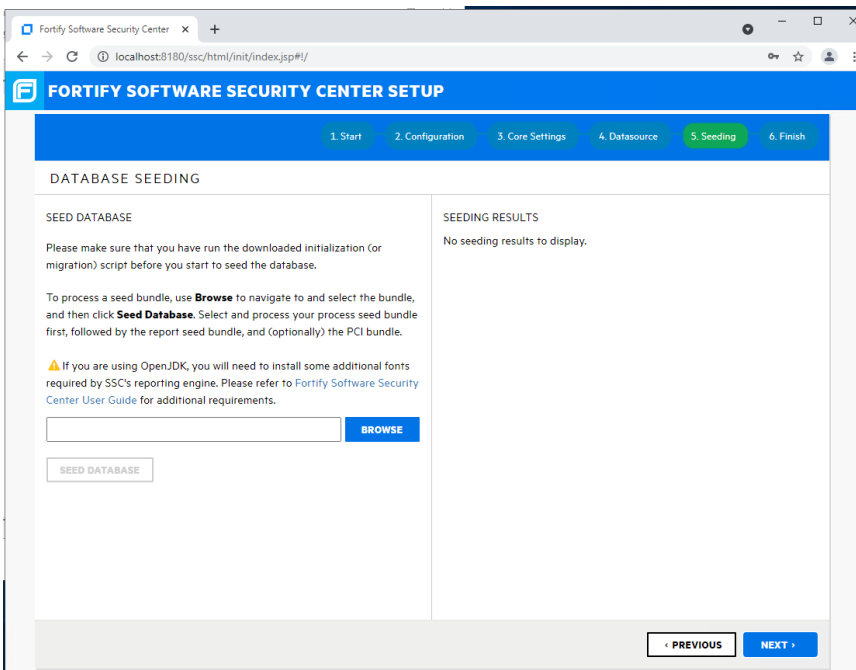 Fortify Software Security Center
localhost:8180/ssc/html/init/index.jsp#!/
FORTIFY SOFTWARE SECURITY CENTER SETUP
1. Start
2. Configuration
3. Core Settings
4. Datasource
5. Seeding
6. Finish
DATABASE SEEDING
SEED DATABASE
Please make sure that you have run the downloaded initialization (or
migration) script before you start to seed the database.
To process a seed bundle, use Browse to navigate to and select the bundle,
and then click Seed Database. Select and process your process seed bundle
first, followed by the report seed bundle, and (optionally) the PCI bundle.
If you are using OpenJDK, you will need to install some additional fonts
required by SSC's reporting engine. Please refer to Fortify Software Security
Center User Guide for additional requirements.
BROWSE
SEED DATABASE
SEEDING RESULTS
No seeding results to display.
‹ PREVIOUS
NEXT ›